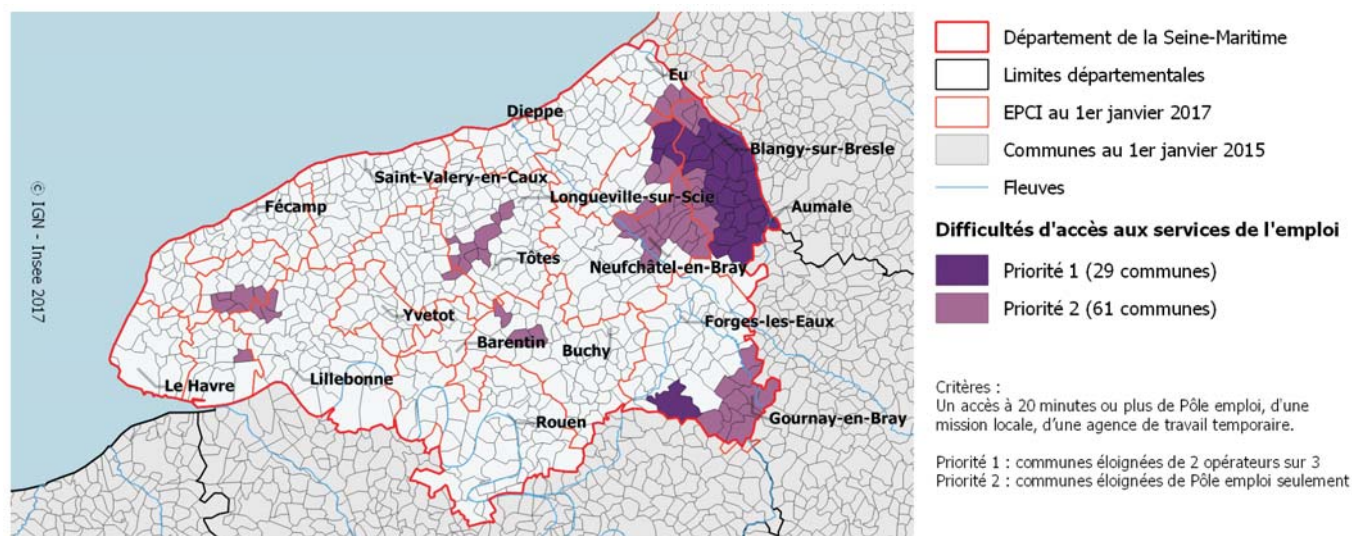 Eu
Dieppe
Blangy-sur-Bresle
Saint-Valery-en-Caux
Longueville-sur-Scie
Fécamp
Aumale
Tôtes
Neufchâtel-en-Bray
Yvetot
Forges-les-Eaux
Barentin
Buchy
Le Havre
Lillebonne
Rouen
Gournay-en-Bray
© IGN - Insee 2017
Département de la Seine-Maritime
Limites départementales
EPCI au 1er janvier 2017
Communes au 1er janvier 2015
Fleuves
Difficultés d'accès aux services de l'emploi
Priorité 1 (29 communes)
Priorité 2 (61 communes)
Critères :
Un accès à 20 minutes ou plus de Pôle emploi, d'une
mission locale, d'une agence de travail temporaire.
Priorité 1 : communes éloignées de 2 opérateurs sur 3
Priorité 2 : communes éloignées de Pôle emploi seulement